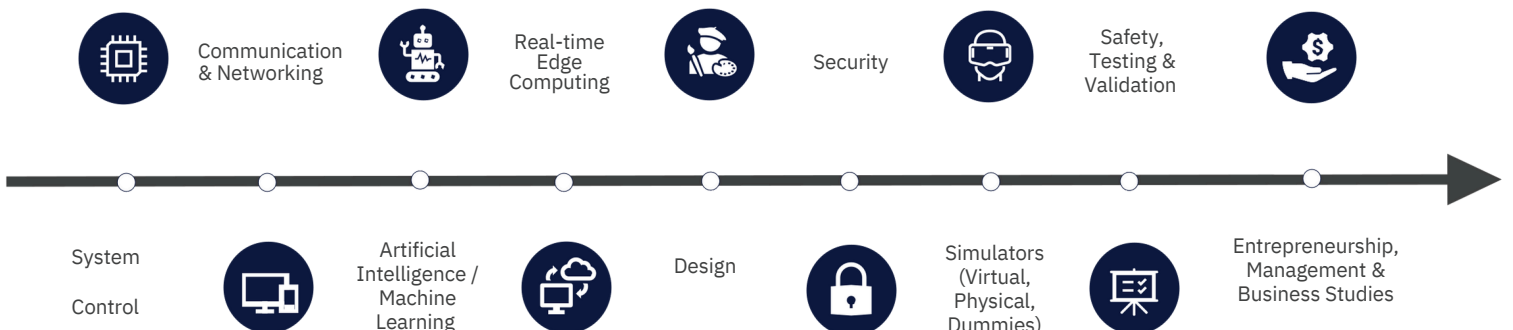 Communication
& Networking
Real-time
Edge
Computing
Security
Safety,
Testing &
Validation
$
System
Control
Artificial
Intelligence /
Machine
Learning
Design
Simulators
(Virtual,
Physical,
Dummies)
Entrepreneurship,
Management &
Business Studies